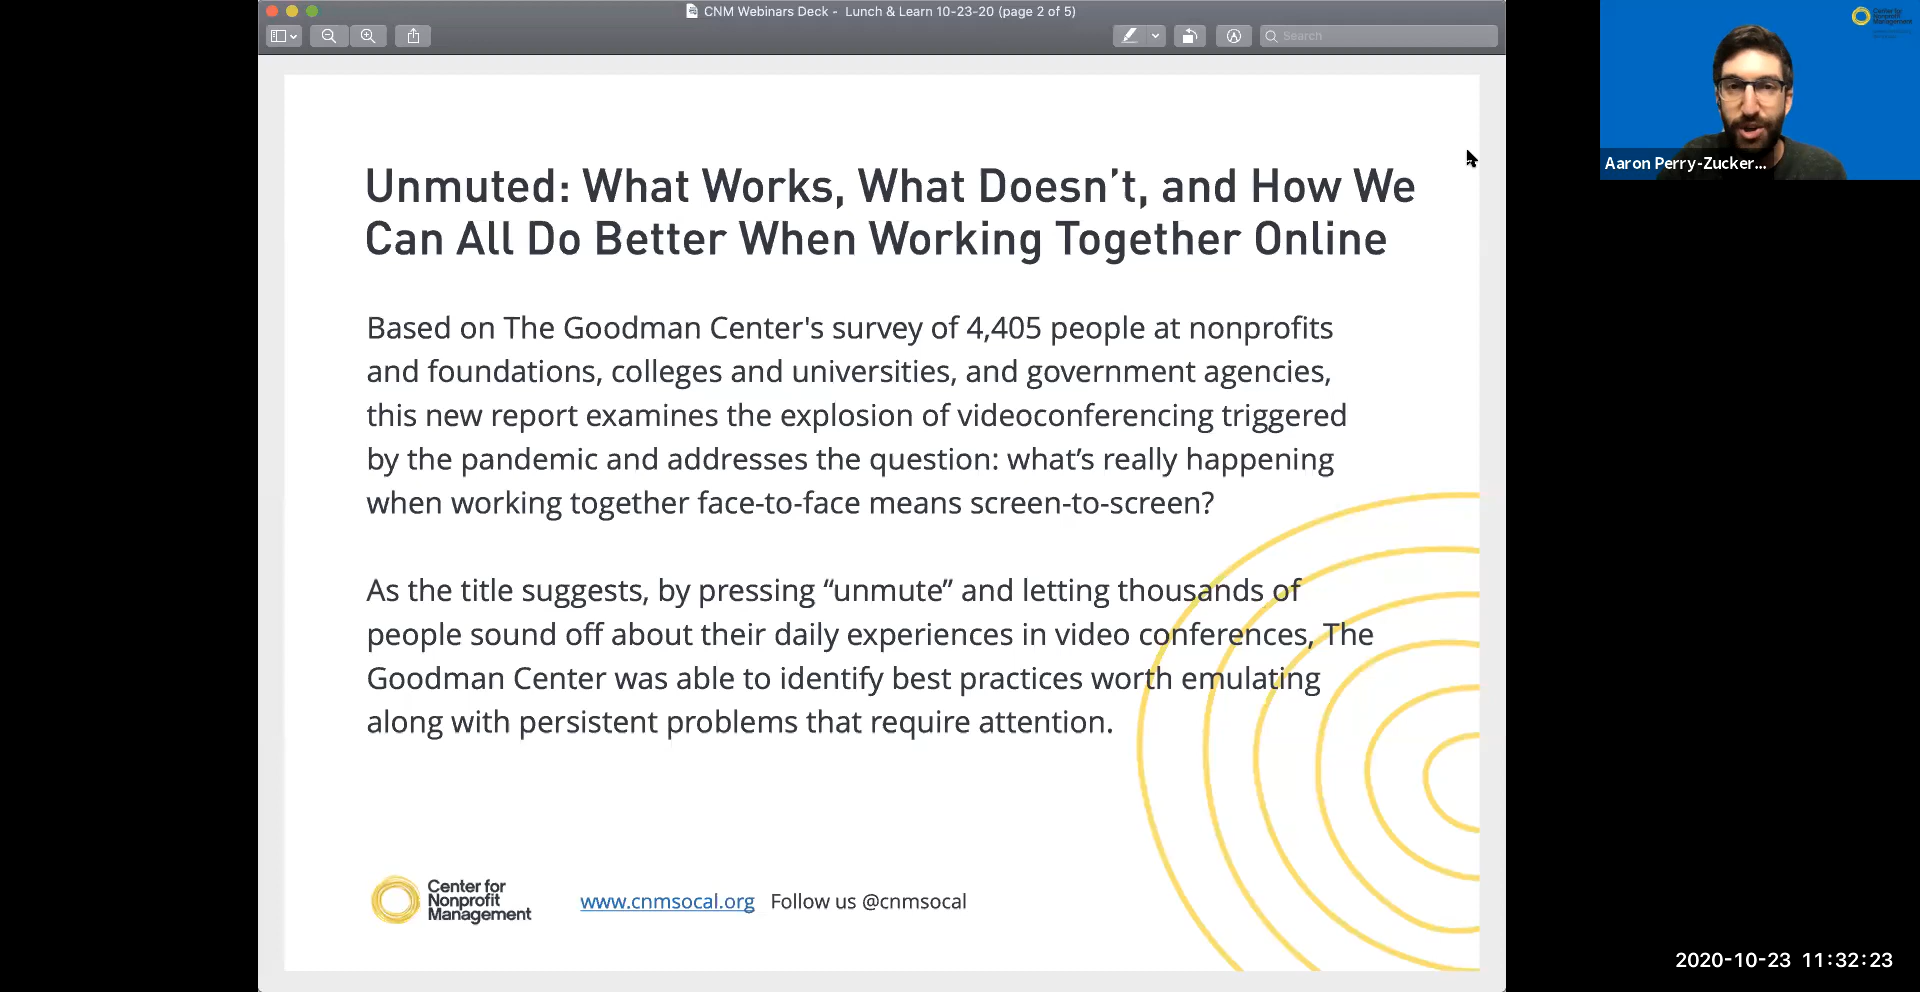 CNM Webinars Deck - Lunch & Learn 10-23-20 (page 2 of 5)
Search
Center for
Nonprofit
Management
Aaron Perry-Zucker...
Unmuted: What Works, What Doesn’t, and How We
Can All Do Better When Working Together Online
Based on The Goodman Center's survey of 4,405 people at nonprofits
and foundations, colleges and universities, and government agencies,
this new report examines the explosion of videoconferencing triggered
by the pandemic and addresses the question: what’s really happening
when working together face-to-face means screen-to-screen?
As the title suggests, by pressing “unmute” and letting thousands of
people sound off about their daily experiences in video conferences, The
Goodman Center was able to identify best practices worth emulating
along with persistent problems that require attention.
Center for
Nonprofit
Management
www.cnmsocal.org Follow us @cnmsocal
2020-10-23 11:32:23